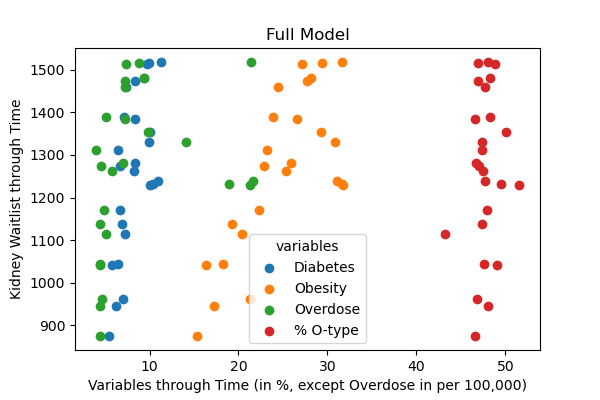 Full Model
Kidney Waitlist through Time
1500
1400
1300
1200
1100
1000
900
variables
Diabetes
Obesity
Overdose
% O-type
10
20
30
40
50
Variables through Time (in %, except Overdose in per 100,000)